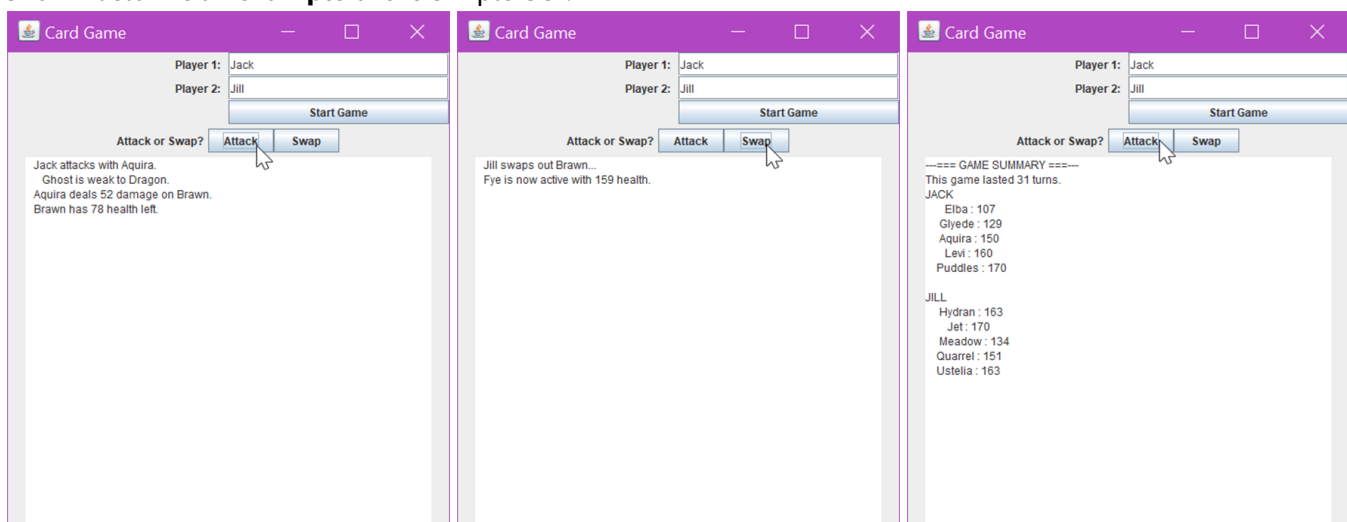 Card Game
Player 1: Jack
Player 2: Jill
Start Game
Attack or Swap? Attack Swap
Jack attacks with Aquira.
Ghost is weak to Dragon.
Aquira deals 52 damage on Brawn.
Brawn has 78 health left.
Card Game
Player 1: Jack
Player 2: Jill
Start Game
Attack or Swap? Attack Swap
Jill swaps out Brawn...
Fye is now active with 159 health.
Card Game
Player 1: Jack
Player 2: Jill
Start Game
Attack or Swap? Attack Swap
---=== GAME SUMMARY ===---
This game lasted 31 turns.
JACK
Elba : 107
Glyede : 129
Aquira : 150
Levi : 160
Puddles : 170
JILL
Hydran : 163
Jet : 170
Meadow : 134
Quarrel : 151
Ustelia : 163